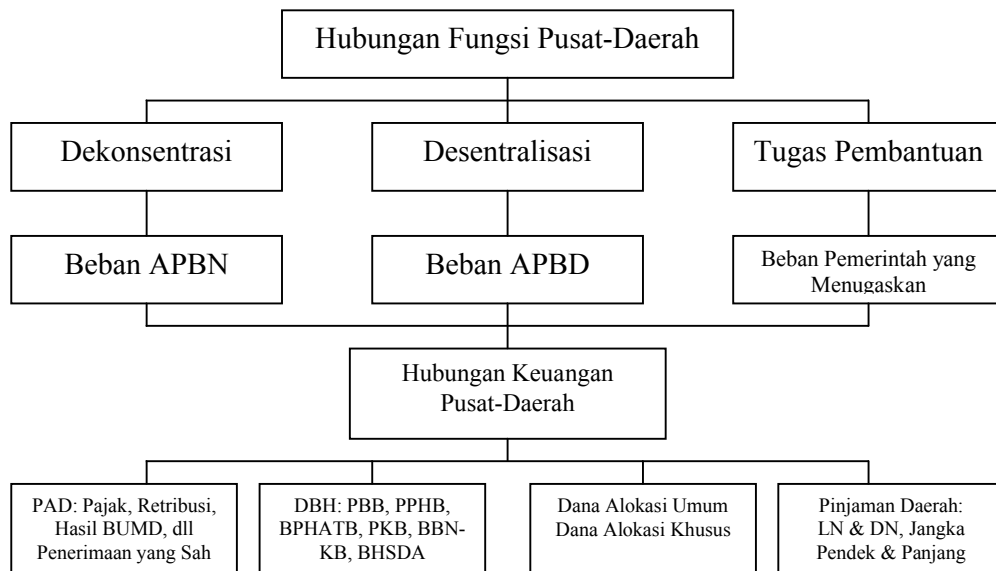 Hubungan Fungsi Pusat-Daerah
Dekonsentrasi
Desentralisasi
Tugas Pembantuan
Beban APBN
Beban APBD
Beban Pemerintah yang
Menugaskan
Hubungan Keuangan
Pusat-Daerah
PAD: Pajak, Retribusi,
Hasil BUMD, dll
Penerimaan yang Sah
DBH: PBB, PPHB,
BPHATB, PKB, BBN-
KB, BHSDA
Dana Alokasi Umum
Dana Alokasi Khusus
Pinjaman Daerah:
LN & DN, Jangka
Pendek & Panjang